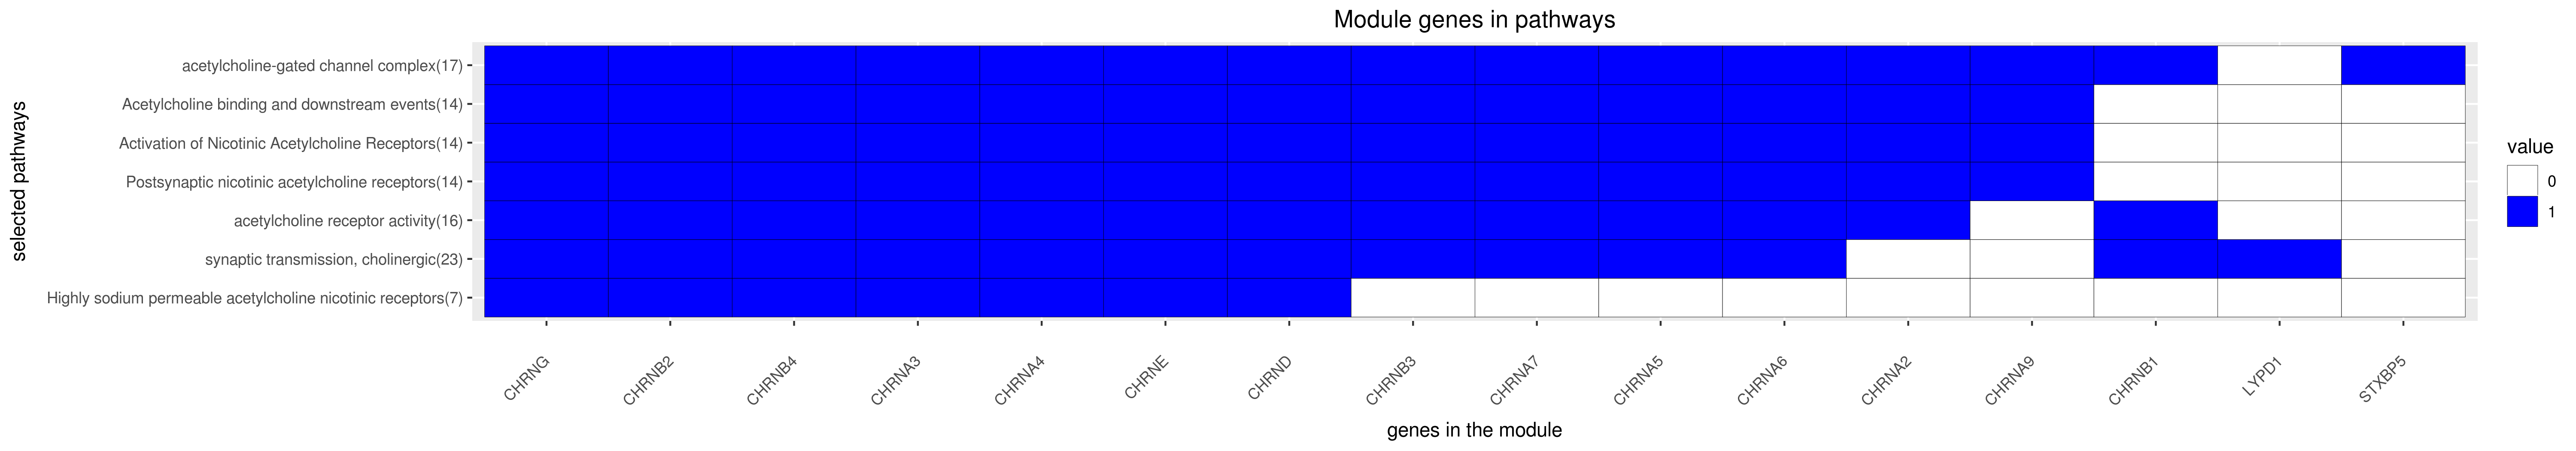 Module genes in pathways
selected pathways
acetylcholine-gated channel complex(17)
Acetylcholine binding and downstream events(14)
Activation of Nicotinic Acetylcholine Receptors(14)
Postsynaptic nicotinic acetylcholine receptors(14)
acetylcholine receptor activity(16)
synaptic transmission, cholinergic(23)
Highly sodium permeable acetylcholine nicotinic receptors(7)
value
0
1
CHRNG
CHRNB2
CHRNB4
CHRNA3
CHRNA4
CHRNE
CHRND
CHRNB3
CHRNA7
CHRNA5
CHRNA6
CHRNA2
CHRNA9
CHRNB1
LYPD1
STXBP5
genes in the module